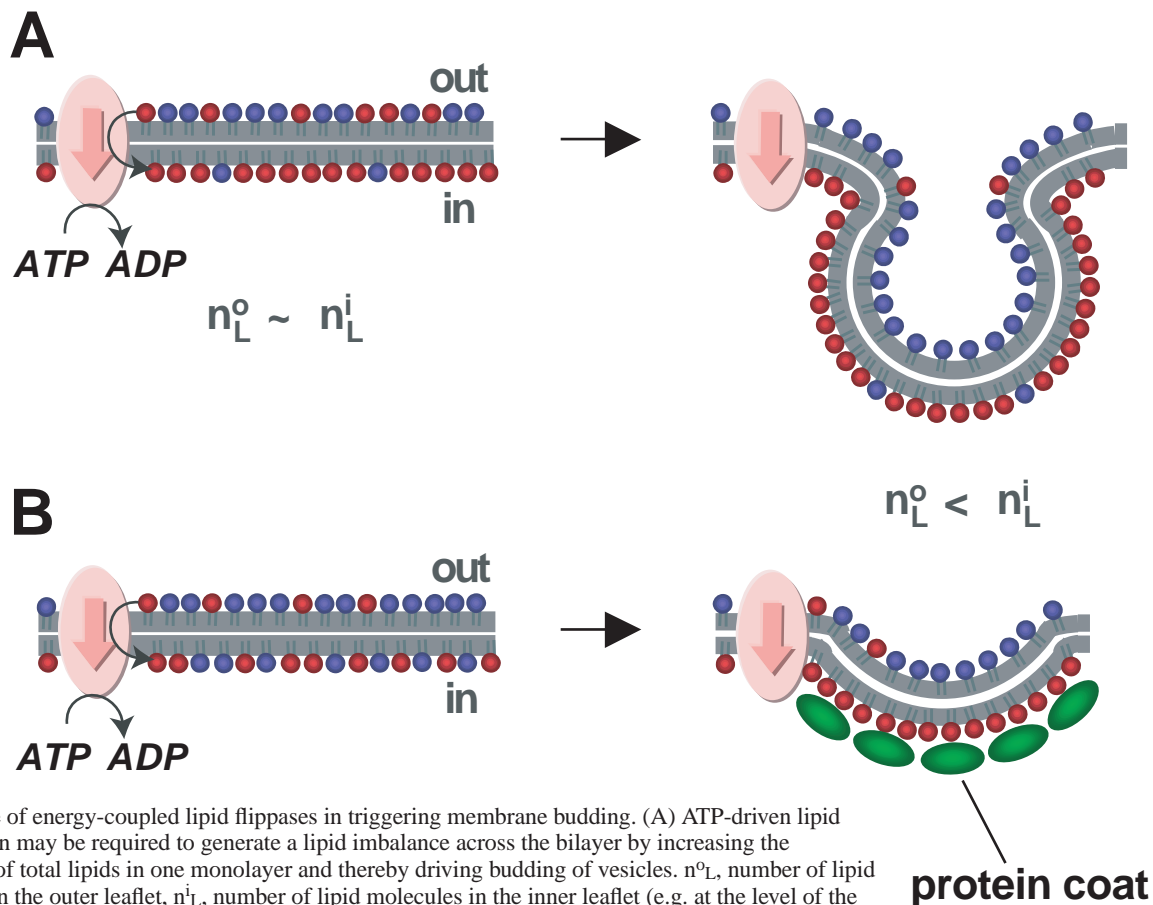 A
out
in
ATP ADP
n^o_L ~ n^i_L
n^o_L < n^i_L
B
out
in
ATP ADP
protein coat
of energy-coupled lipid flippases in triggering membrane budding. (A) ATP-driven lipid
may be required to generate a lipid imbalance across the bilayer by increasing the
of total lipids in one monolayer and thereby driving budding of vesicles. n^o_L, number of lipid
in the outer leaflet, n^i_L, number of lipid molecules in the inner leaflet (e.g. at the level of the